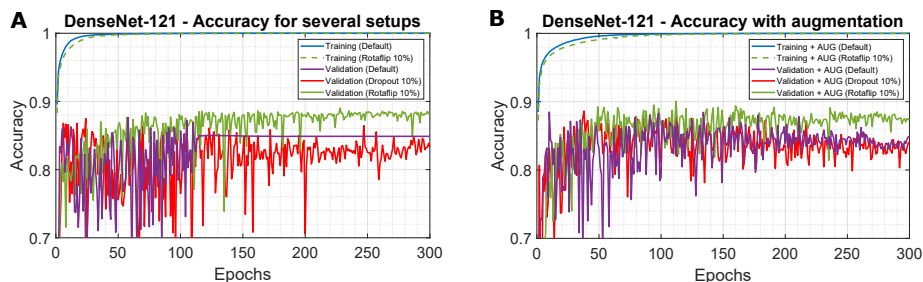 A
DenseNet-121 - Accuracy for several setups
Accuracy
1
0.9
0.8
0.7
Training (Default)
Training (Rotaflip 10%)
Validation (Default)
Validation (Dropout 10%)
Validation (Rotaflip 10%)
0 50 100 150 200 250 300
Epochs
B
DenseNet-121 - Accuracy with augmentation
Accuracy
1
0.9
0.8
0.7
Training + AUG (Default)
Training + AUG (Rotaflip 10%)
Validation + AUG (Default)
Validation + AUG (Dropout 10%)
Validation + AUG (Rotaflip 10%)
0 50 100 150 200 250 300
Epochs